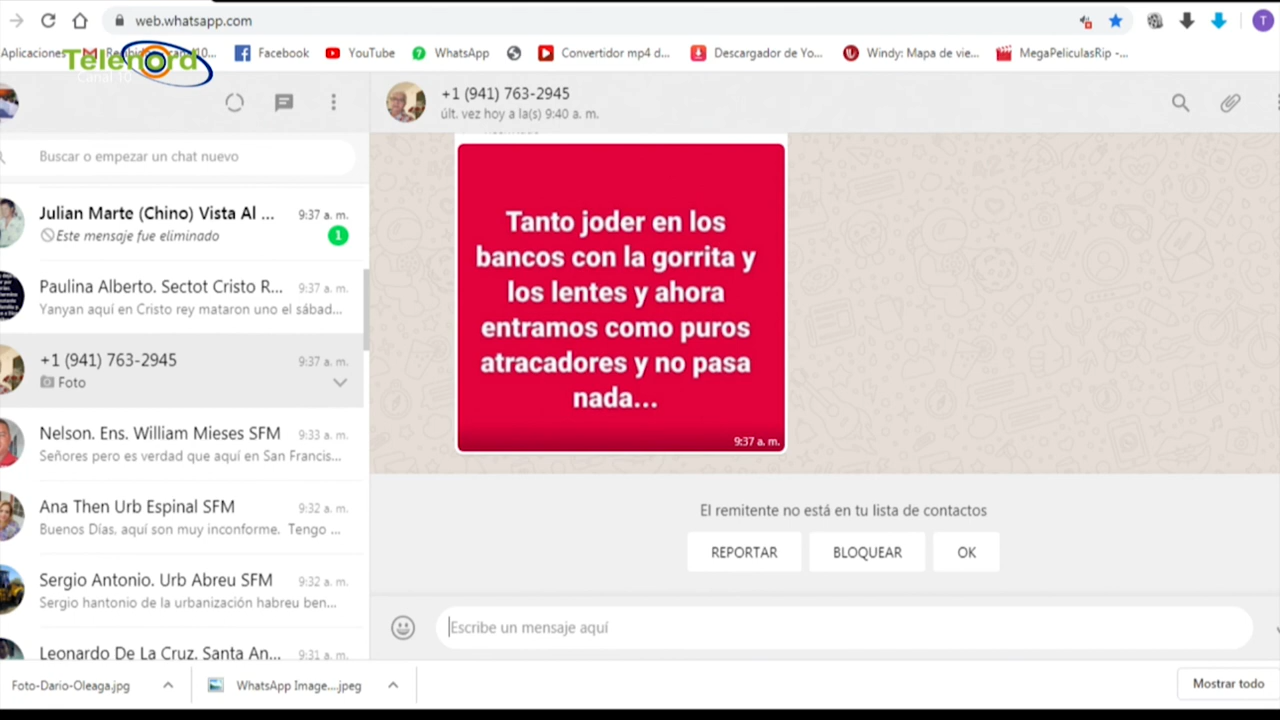 web.whatsapp.com
T
Aplicaciones
Facebook
YouTube
WhatsApp
Convertidor mp4 d...
Descargador de Yo...
Windy: Mapa de vie...
MegaPeliculasRip -...
Telenord
Canal 10
+1 (941) 763-2945
últ. vez hoy a la(s) 9:40 a. m.
Buscar o empezar un chat nuevo
Julian Marte (Chino) Vista Al ...
9:37 a. m.
Este mensaje fue eliminado
1
Paulina Alberto. Sectot Cristo R...
9:37 a. m.
Yanyan aquí en Cristo rey mataron uno el sábad...
+1 (941) 763-2945
9:37 a. m.
Foto
Nelson. Ens. William Mieses SFM
9:33 a. m.
Señores pero es verdad que aquí en San Francis...
Ana Then Urb Espinal SFM
9:32 a. m.
Buenos Días, aquí son muy inconforme. Tengo ...
Sergio Antonio. Urb Abreu SFM
9:32 a. m.
Sergio hantonio de la urbanización habreu ben...
Leonardo De La Cruz. Santa An...
9:31 a. m.
Tanto joder en los
bancos con la gorrita y
los lentes y ahora
entramos como puros
atracadores y no pasa
nada...
9:37 a. m.
El remitente no está en tu lista de contactos
REPORTAR
BLOQUEAR
OK
Escribe un mensaje aquí
Foto-Dario-Oleaga.jpg
WhatsApp Image....jpeg
Mostrar todo